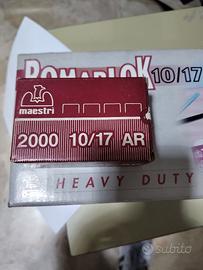 ROMABLOK 10/17
maestri
2000 10/17 AR
HEAVY DUTY
subito